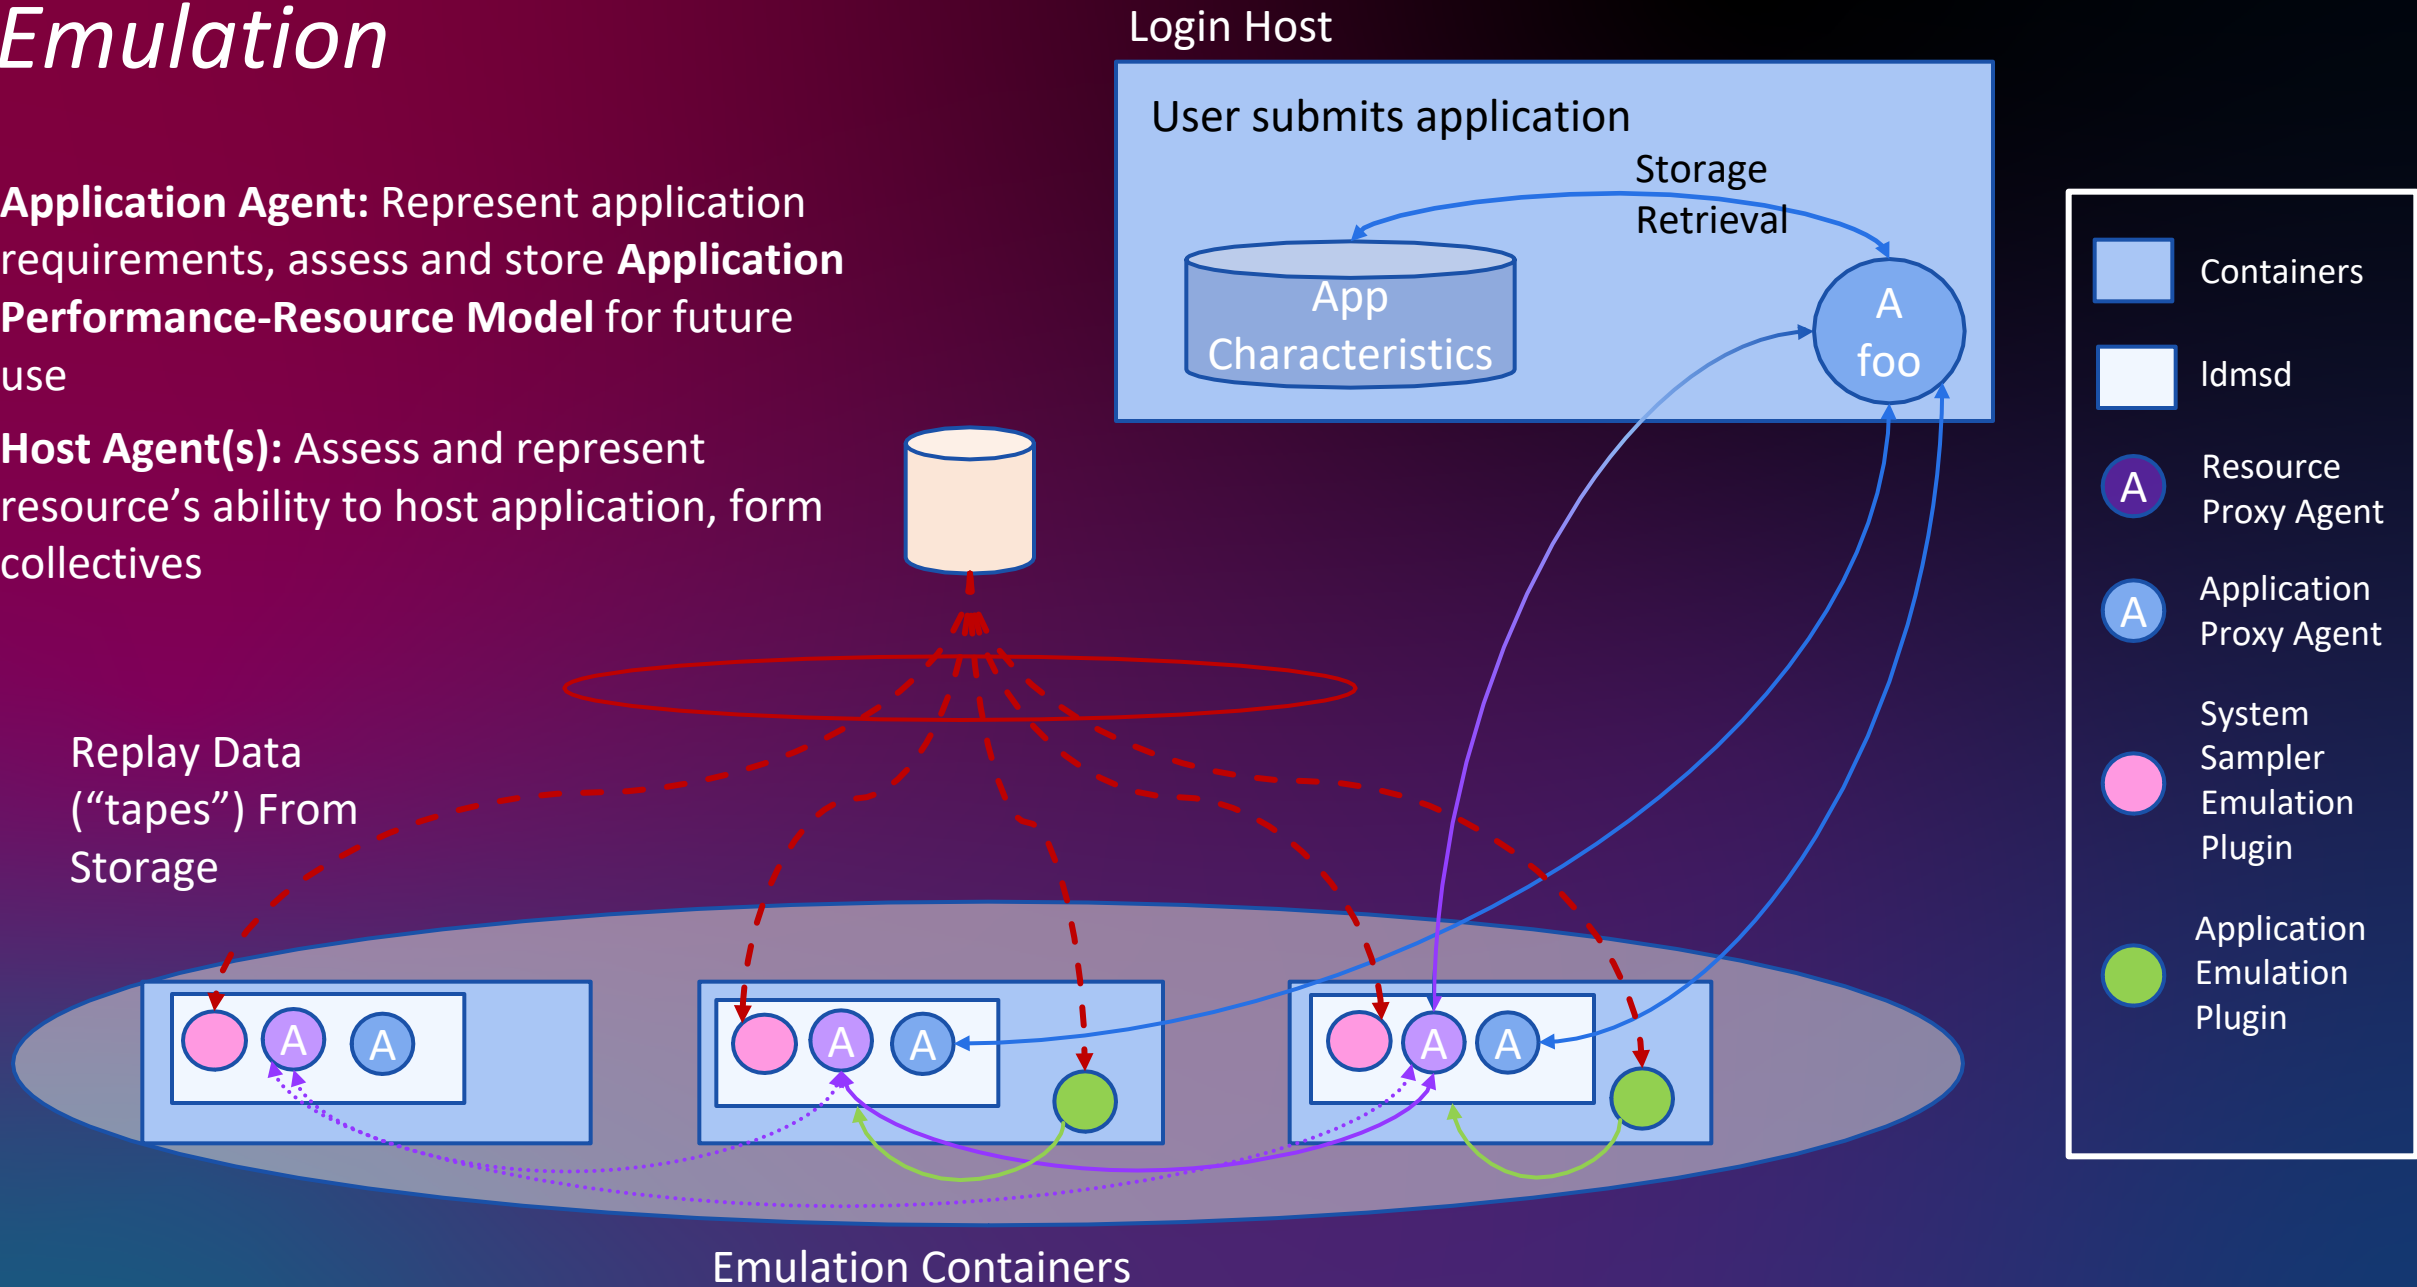 Emulation
Login Host
User submits application
Storage
Retrieval
App
Characteristics
A
foo
Application Agent: Represent application
requirements, assess and store Application
Performance-Resource Model for future
use
Host Agent(s): Assess and represent
resource’s ability to host application, form
collectives
Replay Data
(“tapes”) From
Storage
A
A
A
A
A
A
Emulation Containers
Containers
ldmsd
A
Resource
Proxy Agent
A
Application
Proxy Agent
System
Sampler
Emulation
Plugin
Application
Emulation
Plugin